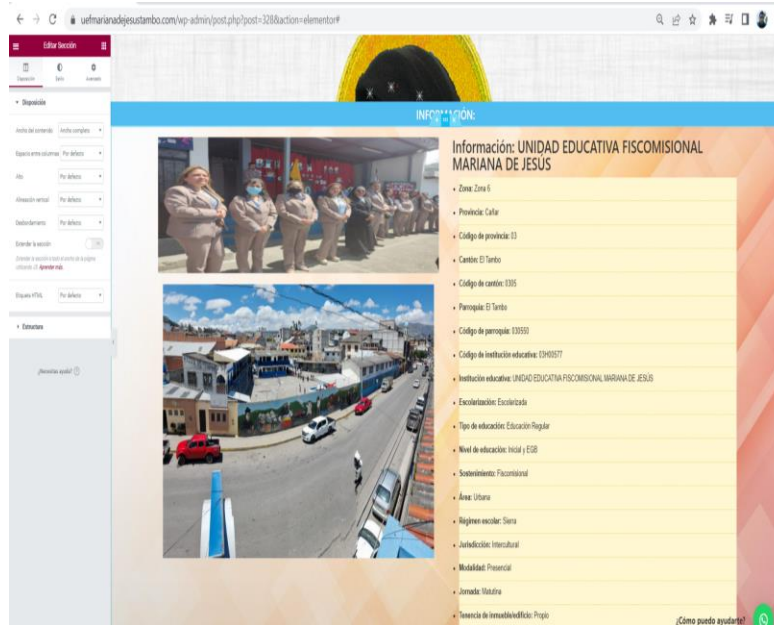 uefmarianadejesustambo.com/wp-admin/post.php?post=328&action=elementor#
Editar Sección
Disposición
Estilo
Avanzado
Disposición
Ancho del contenido
Ancho completo
Espacio entre columnas
Por defecto
Alto
Por defecto
Alineación vertical
Por defecto
Desbordamiento
Por defecto
Estender la sección
Aprender más.
Etiqueta HTML
Por defecto
Estructura
¿Necesitas ayuda?
INFORMACIÓN:
Información: UNIDAD EDUCATIVA FISCOMISIONAL
MARIANA DE JESÚS
• Zona: Zona 6
• Provincia: Cañar
• Código de provincia: 03
• Cantón: El Tambo
• Código de cantón: 0305
• Parroquia: El Tambo
• Código de parroquia: 030550
• Código de institución educativa: 03H00577
• Institución educativa: UNIDAD EDUCATIVA FISCOMISIONAL MARIANA DE JESÚS
• Escolarización: Escolarizada
• Tipo de educación: Educación Regular
• Nivel de educación: Inicial y EGB
• Sostenimiento: Fiscomisional
• Área: Urbana
• Régimen escolar: Sierra
• Jurisdicción: Intercultural
• Modalidad: Presencial
• Jornada: Matutina
• Tenencia de inmueble/edificio: Propio
¿Cómo puedo ayudarte?